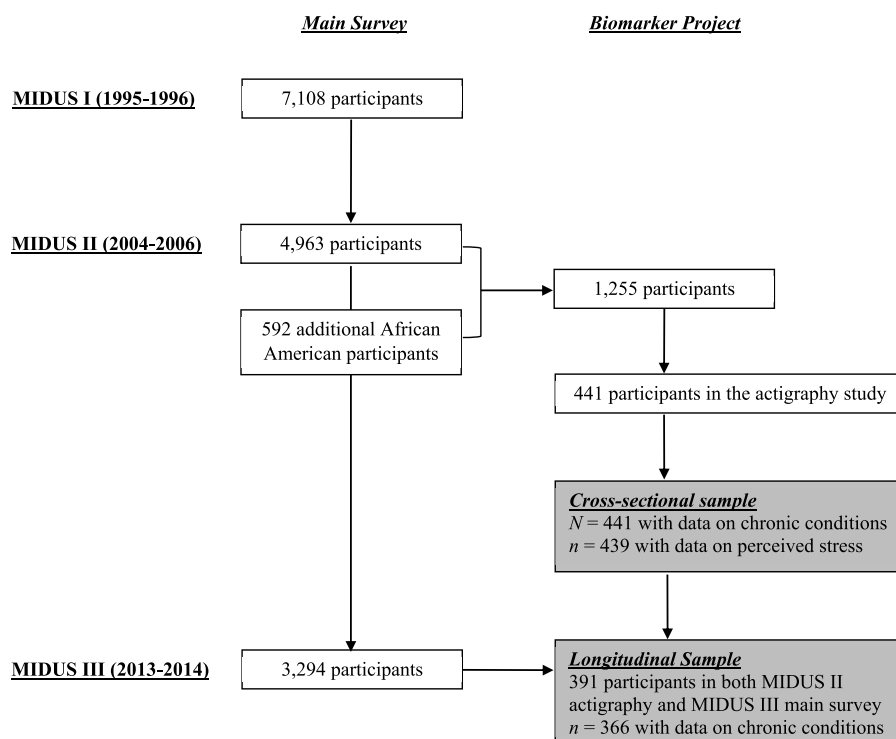 Main Survey
Biomarker Project
MIDUS I (1995-1996)
7,108 participants
MIDUS II (2004-2006)
4,963 participants
1,255 participants
592 additional African
American participants
441 participants in the actigraphy study
Cross-sectional sample
N = 441 with data on chronic conditions
n = 439 with data on perceived stress
MIDUS III (2013-2014)
3,294 participants
Longitudinal Sample
391 participants in both MIDUS II
actigraphy and MIDUS III main survey
n = 366 with data on chronic conditions